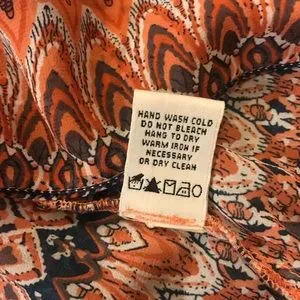 HAND WASH COLD
DO NOT BLEACH
HANG TO DRY
WARM IRON IF
NECESSARY
OR DRY CLEAN